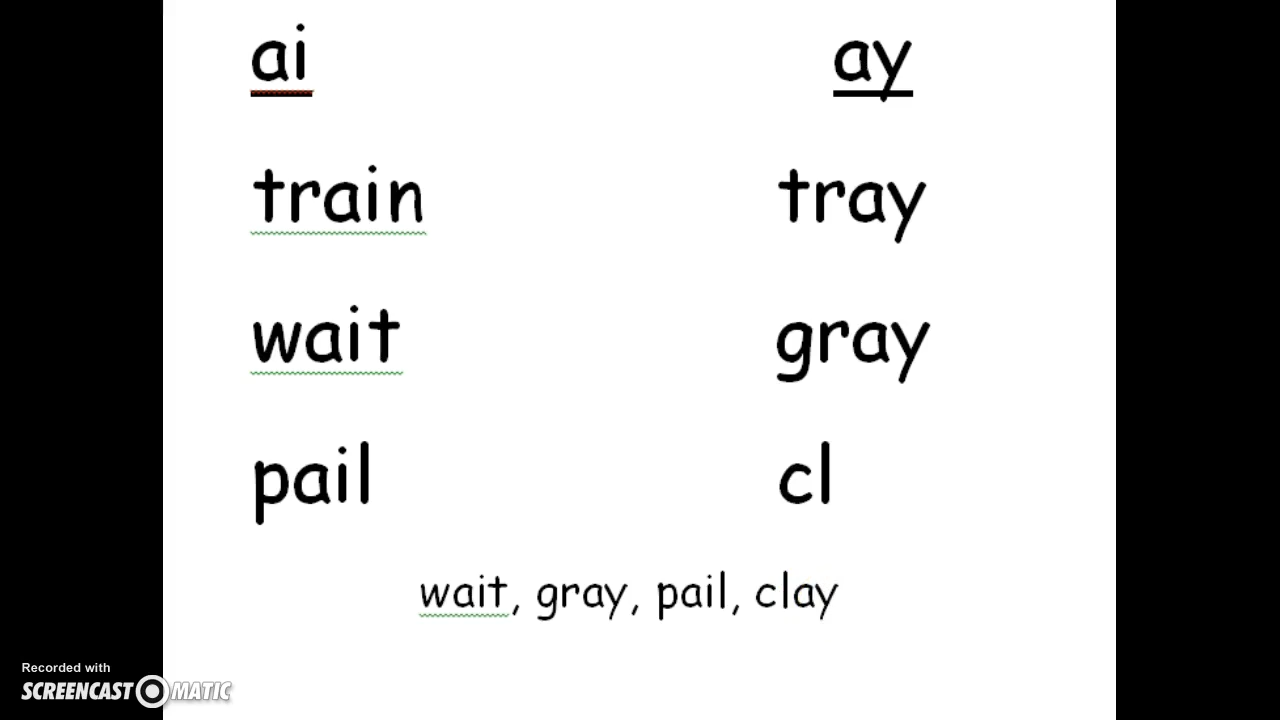 ai ay
train tray
wait gray
pail cl
wait, gray, pail, clay
Recorded with
SCREENCAST MATIC